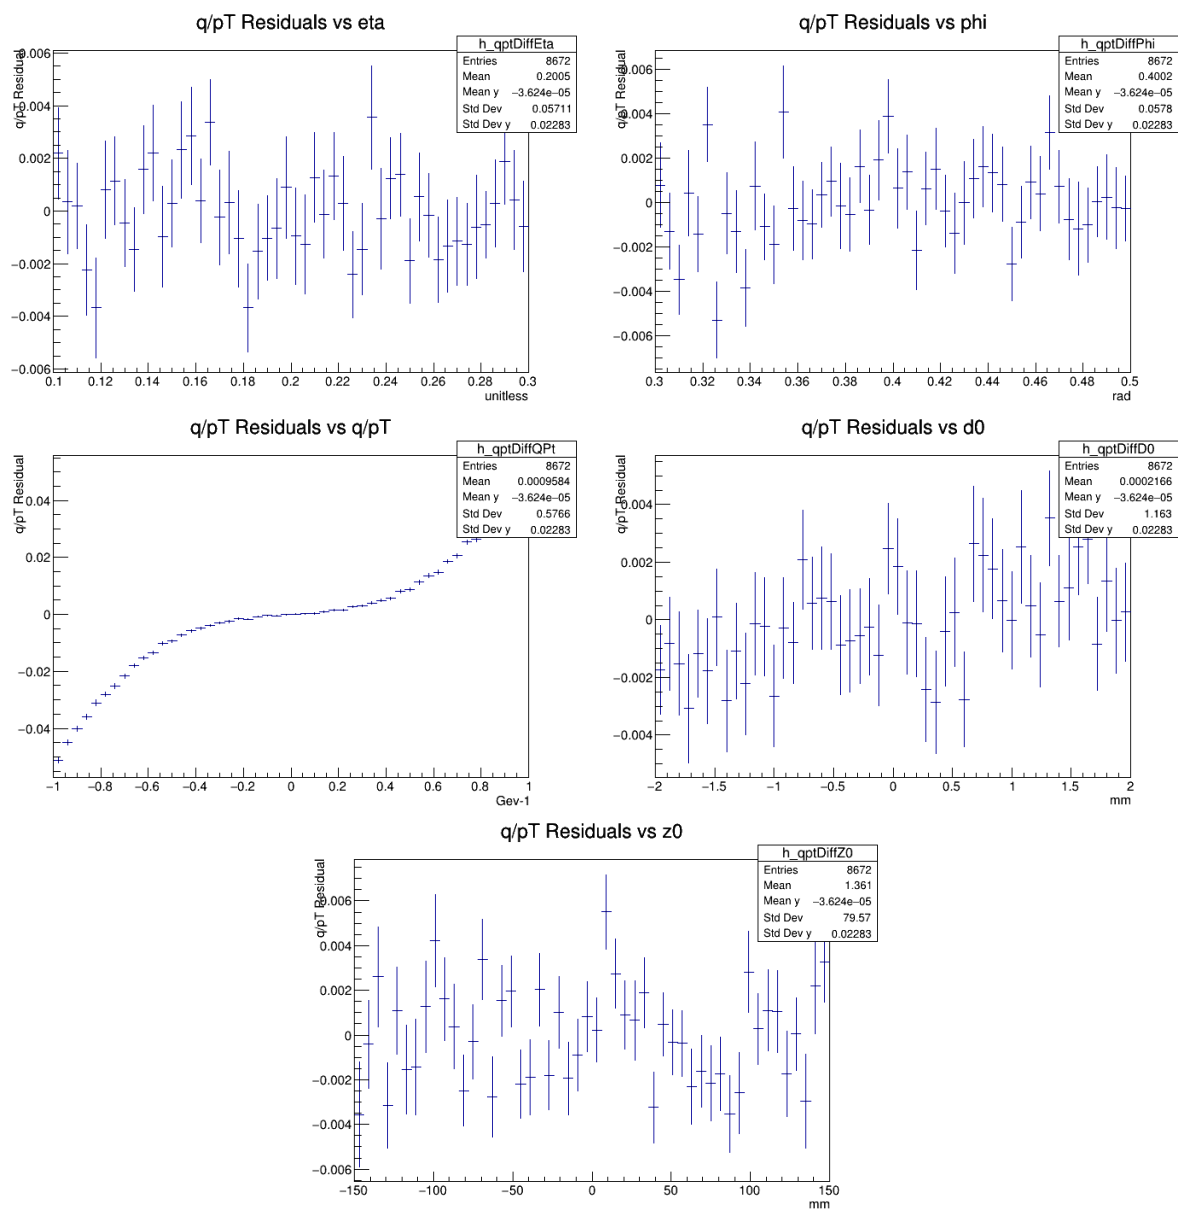 q/pT Residuals vs eta
q/pT Residual
h_qptDiffEta
Entries 8672
Mean 0.2005
Mean y −3.624e−05
Std Dev 0.05711
Std Dev y 0.02283
0.006
0.004
0.002
0
−0.002
−0.004
−0.006
0.1 0.12 0.14 0.16 0.18 0.2 0.22 0.24 0.26 0.28 0.3
unitless
q/pT Residuals vs phi
q/pT Residual
h_qptDiffPhi
Entries 8672
Mean 0.4002
Mean y −3.624e−05
Std Dev 0.0578
Std Dev y 0.02283
0.006
0.004
0.002
0
−0.002
−0.004
−0.006
0.3 0.32 0.34 0.36 0.38 0.4 0.42 0.44 0.46 0.48 0.5
rad
q/pT Residuals vs q/pT
q/pT Residual
h_qptDiffQPt
Entries 8672
Mean 0.0009584
Mean y −3.624e−05
Std Dev 0.5766
Std Dev y 0.02283
0.04
0.02
0
−0.02
−0.04
−1 −0.8 −0.6 −0.4 −0.2 0 0.2 0.4 0.6 0.8 1
Gev-1
q/pT Residuals vs d0
q/pT Residual
h_qptDiffD0
Entries 8672
Mean 0.0002166
Mean y −3.624e−05
Std Dev 1.163
Std Dev y 0.02283
0.004
0.002
0
−0.002
−0.004
−2 −1.5 −1 −0.5 0 0.5 1 1.5 2
mm
q/pT Residuals vs z0
q/pT Residual
h_qptDiffZ0
Entries 8672
Mean 1.361
Mean y −3.624e−05
Std Dev 79.57
Std Dev y 0.02283
0.006
0.004
0.002
0
−0.002
−0.004
−0.006
−150 −100 −50 0 50 100 150
mm